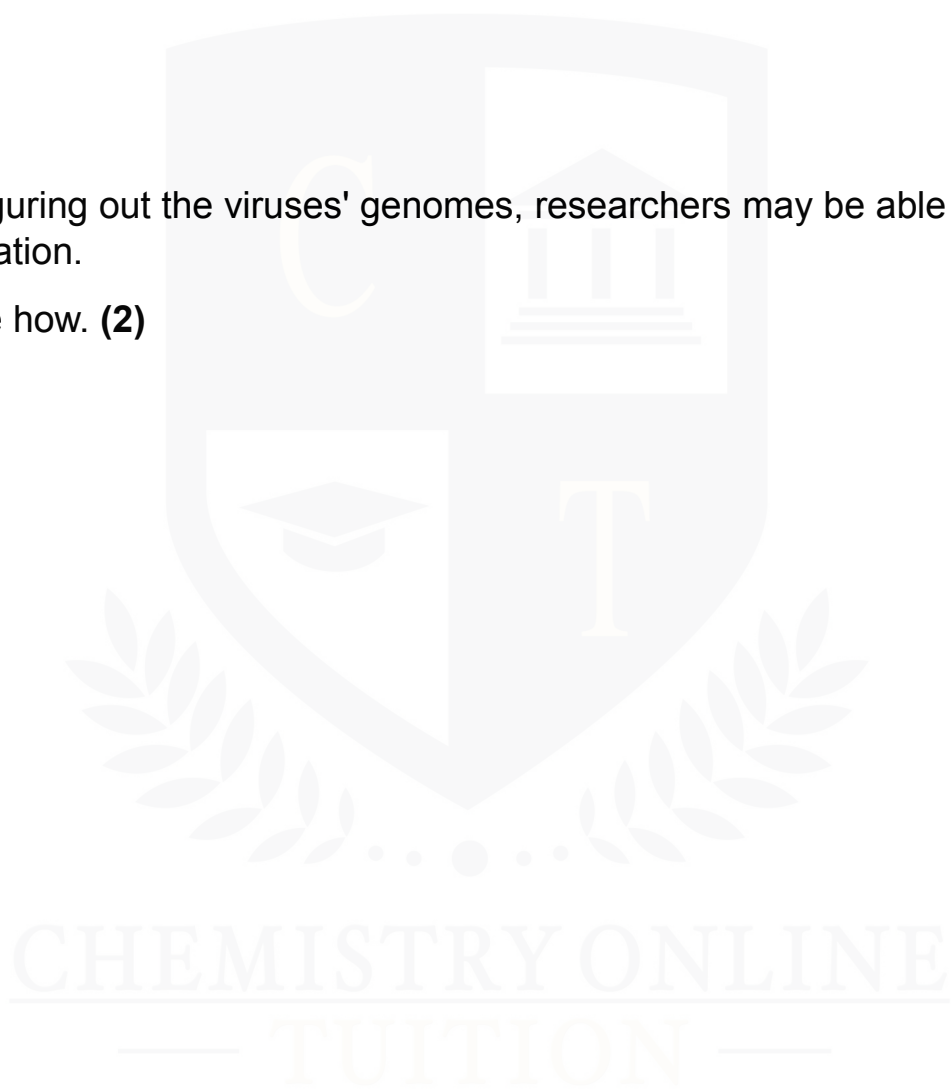 guring out the viruses' genomes, researchers may be able
ation.
how. (2)
C
T
CHEMISTRY ONLINE
TUITION